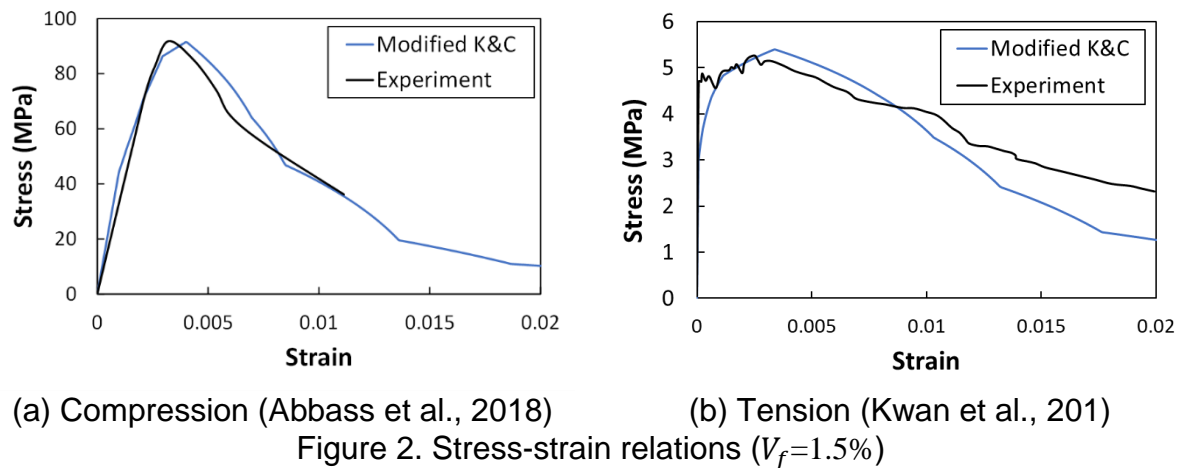 100
80
60
40
20
0
Stress (MPa)
Modified K&C
Experiment
0
0.005
0.01
0.015
0.02
Strain
6
5
4
3
2
1
0
Stress (MPa)
Modified K&C
Experiment
0
0.005
0.01
0.015
0.02
Strain
(a) Compression (Abbass et al., 2018)
(b) Tension (Kwan et al., 201)
Figure 2. Stress-strain relations (𝑉𝑓=1.5%)